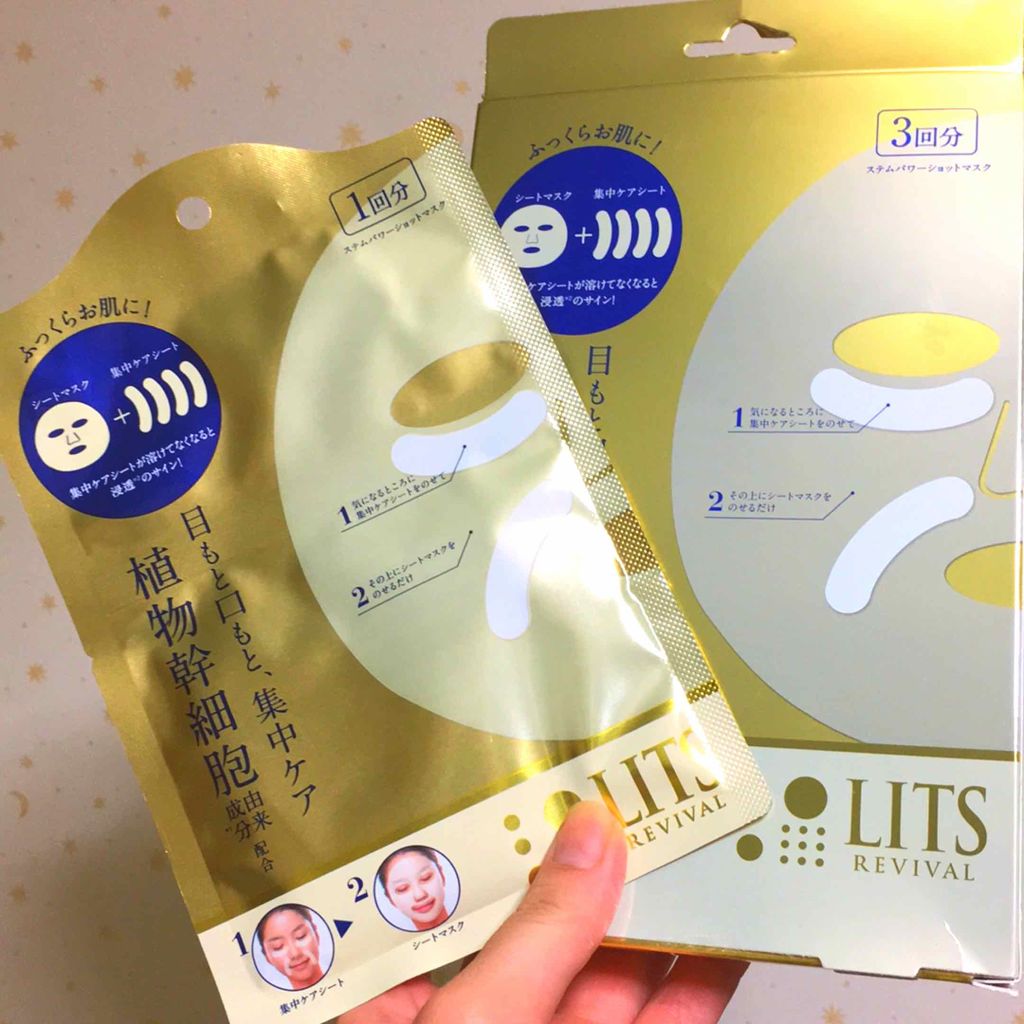 1回分
ステムパワーショットマスク
ふっくらお肌に!
シートマスク
集中ケアシート
+
集中ケアシートが溶けてなくなると
浸透*²のサイン!
1 気になるところに
集中ケアシートをのせて
2 その上にシートマスクを
のせるだけ
目もと口もと、集中ケア
植物幹細胞
由来
成分
配合
LITS
REVIVAL
1
集中ケアシート
2
シートマスク
3回分
ステムパワーショットマスク
ふっくらお肌に!
シートマスク
集中ケアシート
+
ケアシートが溶けてなくなると
浸透*²のサイン!
目もと
1 気になるところに
集中ケアシートをのせて
2 その上にシートマスクを
のせるだけ
LITS
REVIVAL